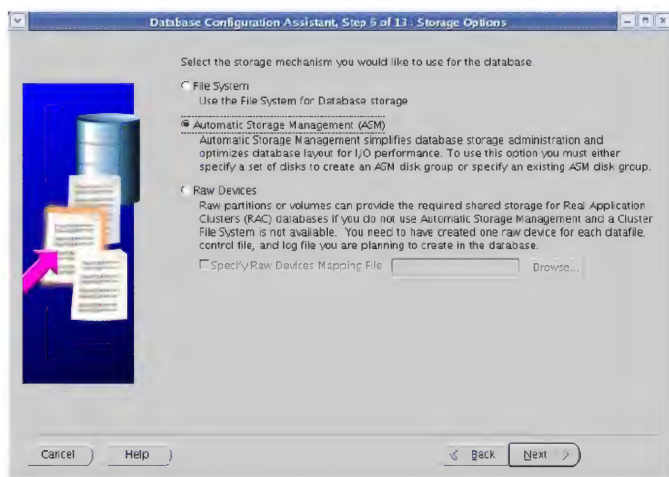 Database Configuration Assistant, Step 6 of 13 : Storage Options
Select the storage mechanism you would like to use for the database.
File System
Use the File System for Database storage
Automatic Storage Management (ASM)
Automatic Storage Management simplifies database storage administration and
optimizes database layout for I/O performance. To use this option you must either
specify a set of disks to create an ASM disk group or specify an existing ASM disk group.
Raw Devices
Raw partitions or volumes can provide the required shared storage for Real Application
Clusters (RAC) databases if you do not use Automatic Storage Management and a Cluster
File System is not available. You need to have created one raw device for each datafile,
control file, and log file you are planning to create in the database.
Specify Raw Devices Mapping File Browse...
Cancel Help Back Next